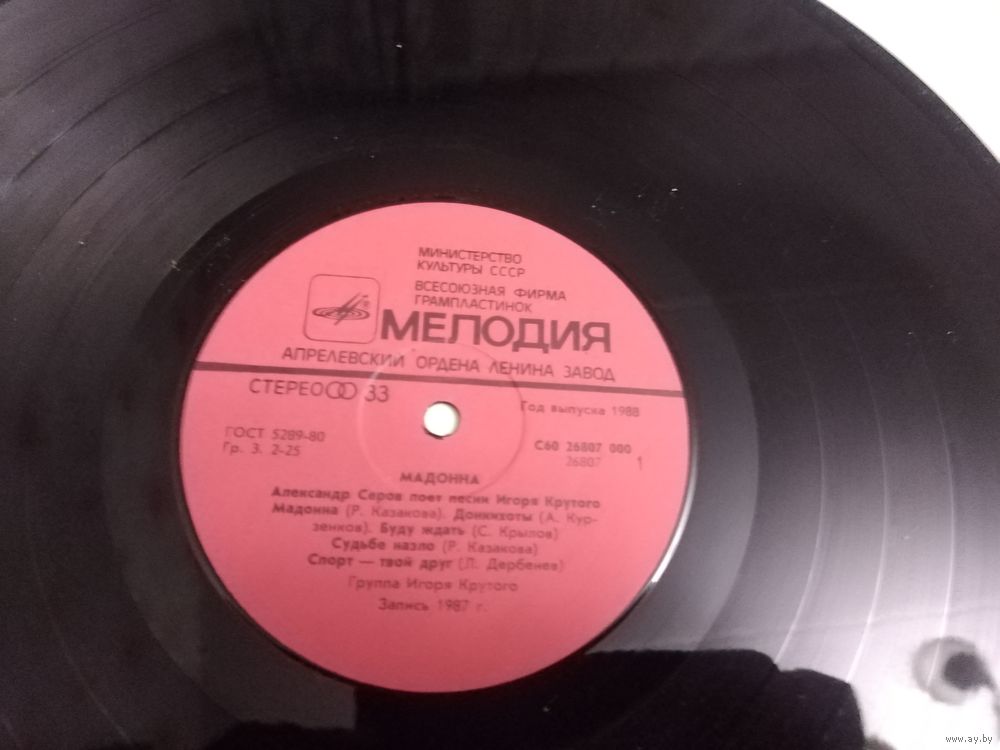 МИНИСТЕРСТВО
КУЛЬТУРЫ СССР
ВСЕСОЮЗНАЯ ФИРМА
ГРАМПЛАСТИНОК
МЕЛОДИЯ
АПРЕЛЕВСКИЙ ОРДЕНА ЛЕНИНА ЗАВОД
СТЕРЕО 33
Год выпуска 1988
ГОСТ 5289-80
Гр. 3. 2-25
С60 26807 000
26807 1
МАДОННА
Александр Серов поет песни Игоря Крутого
Мадонна (Р. Казакова). Донкихоты (А. Кур-
зенков). Буду ждать (С. Крылов)
Судьбе назло (Р. Казакова)
Спорт — твой друг (Л. Дербенев)
Группа Игоря Крутого
Запись 1987 г.
www.ay.by